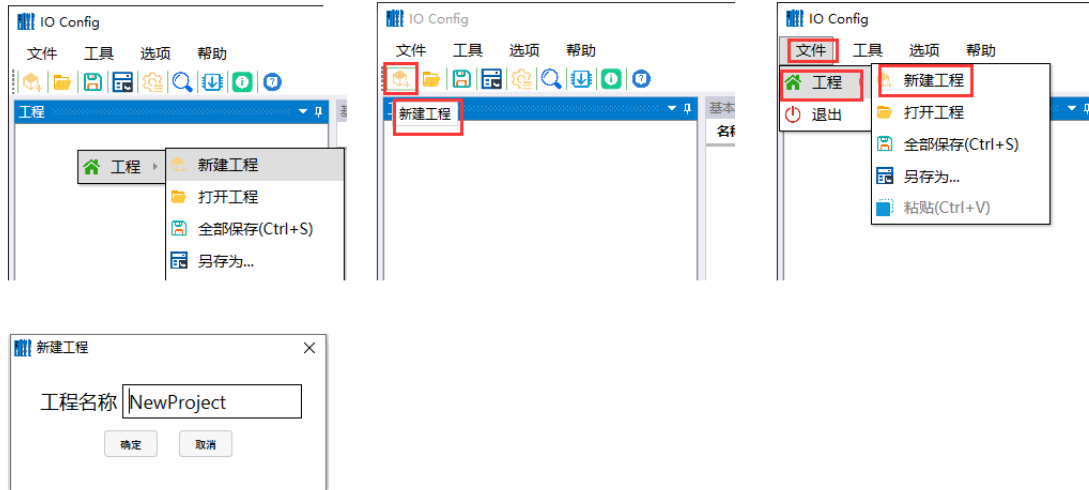 IO Config
文件 工具 选项 帮助
工程
工程
新建工程
打开工程
全部保存(Ctrl+S)
另存为...
IO Config
文件 工具 选项 帮助
新建工程
基本
IO Config
文件 工具 选项 帮助
工程
退出
新建工程
打开工程
全部保存(Ctrl+S)
另存为...
粘贴(Ctrl+V)
新建工程
工程名称 NewProject
确定 取消